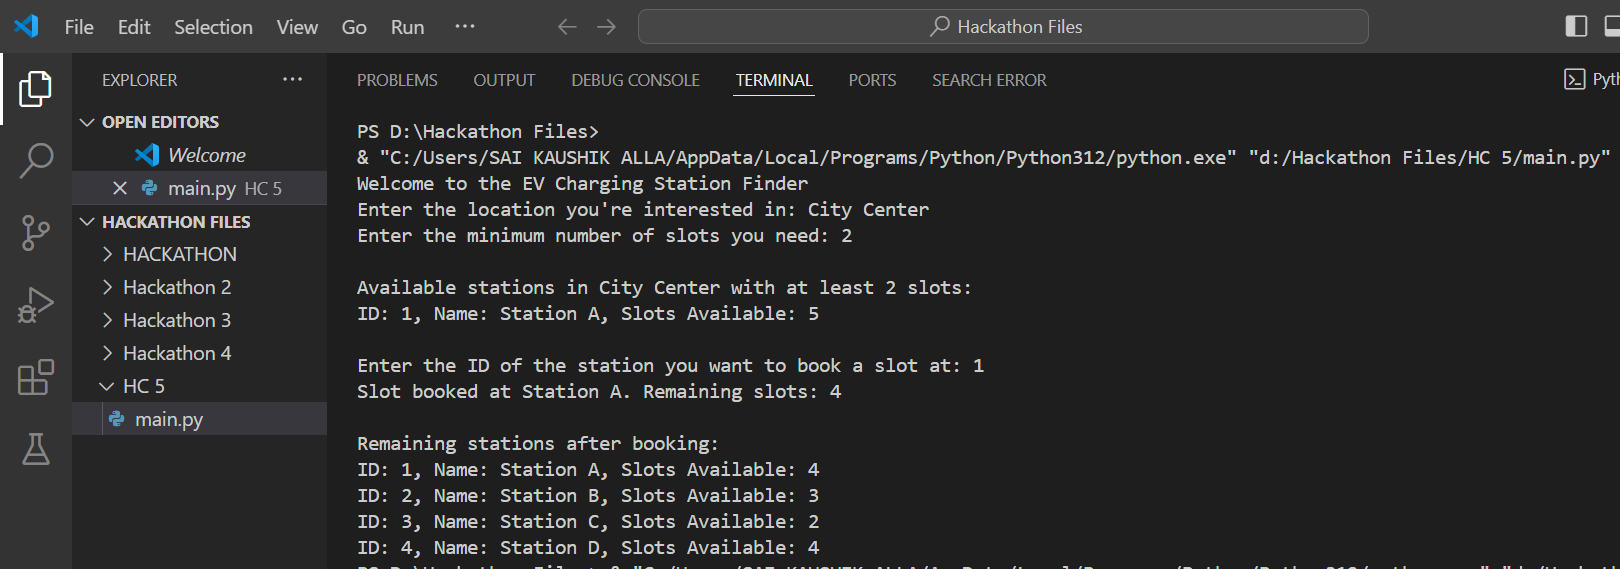 File Edit Selection View Go Run ··· ← → Hackathon Files
EXPLORER ···
OPEN EDITORS
Welcome
main.py HC 5
HACKATHON FILES
HACKATHON
Hackathon 2
Hackathon 3
Hackathon 4
HC 5
main.py
PROBLEMS OUTPUT DEBUG CONSOLE TERMINAL PORTS SEARCH ERROR
PS D:\Hackathon Files>
& "C:/Users/SAI KAUSHIK ALLA/AppData/Local/Programs/Python/Python312/python.exe" "d:/Hackathon Files/HC 5/main.py"
Welcome to the EV Charging Station Finder
Enter the location you're interested in: City Center
Enter the minimum number of slots you need: 2
Available stations in City Center with at least 2 slots:
ID: 1, Name: Station A, Slots Available: 5
Enter the ID of the station you want to book a slot at: 1
Slot booked at Station A. Remaining slots: 4
Remaining stations after booking:
ID: 1, Name: Station A, Slots Available: 4
ID: 2, Name: Station B, Slots Available: 3
ID: 3, Name: Station C, Slots Available: 2
ID: 4, Name: Station D, Slots Available: 4